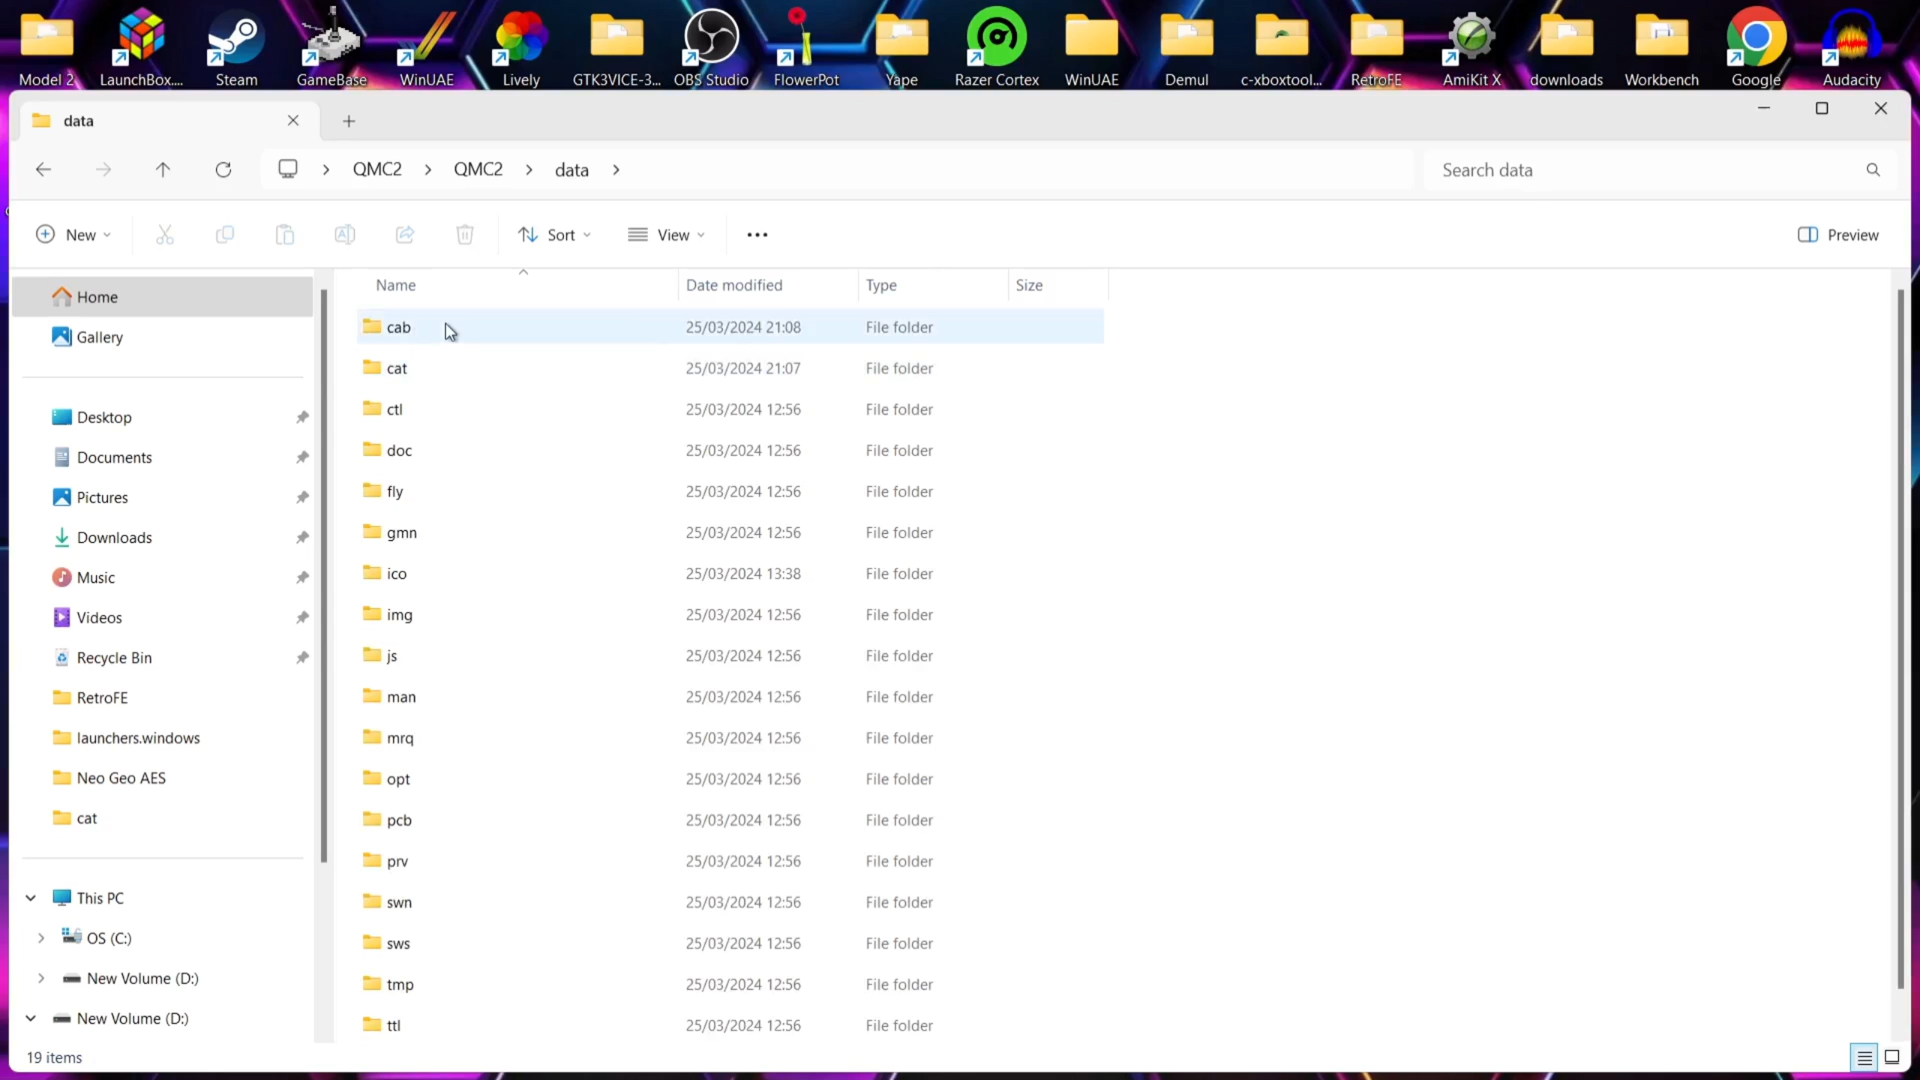 Model 2
LaunchBox....
Steam
GameBase
WinUAE
Lively
GTK3VICE-3...
OBS Studio
FlowerPot
Yape
Razer Cortex
WinUAE
Demul
c-xboxtool...
RetroFE
AmiKit X
downloads
Workbench
Google
Audacity
data
QMC2
QMC2
data
Search data
New
Sort
View
Preview
Name
Date modified
Type
Size
Home
Gallery
Desktop
Documents
Pictures
Downloads
Music
Videos
Recycle Bin
RetroFE
launchers.windows
Neo Geo AES
cat
This PC
OS (C:)
New Volume (D:)
New Volume (D:)
cab 25/03/2024 21:08 File folder
cat 25/03/2024 21:07 File folder
ctl 25/03/2024 12:56 File folder
doc 25/03/2024 12:56 File folder
fly 25/03/2024 12:56 File folder
gmn 25/03/2024 12:56 File folder
ico 25/03/2024 13:38 File folder
img 25/03/2024 12:56 File folder
js 25/03/2024 12:56 File folder
man 25/03/2024 12:56 File folder
mrq 25/03/2024 12:56 File folder
opt 25/03/2024 12:56 File folder
pcb 25/03/2024 12:56 File folder
prv 25/03/2024 12:56 File folder
swn 25/03/2024 12:56 File folder
sws 25/03/2024 12:56 File folder
tmp 25/03/2024 12:56 File folder
ttl 25/03/2024 12:56 File folder
19 items